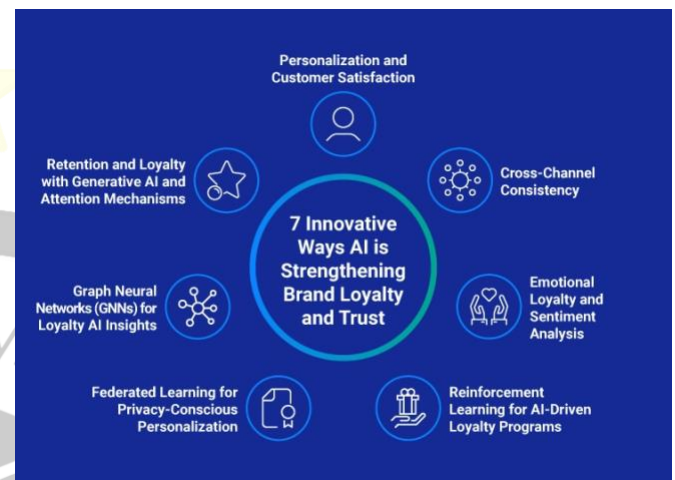 Personalization and
Customer Satisfaction
Retention and Loyalty
with Generative AI and
Attention Mechanisms
Cross-Channel
Consistency
7 Innovative
Ways AI is
Strengthening
Brand Loyalty
and Trust
Graph Neural
Networks (GNNs) for
Loyalty AI Insights
Emotional
Loyalty and
Sentiment
Analysis
Federated Learning for
Privacy-Conscious
Personalization
Reinforcement
Learning for AI-Driven
Loyalty Programs